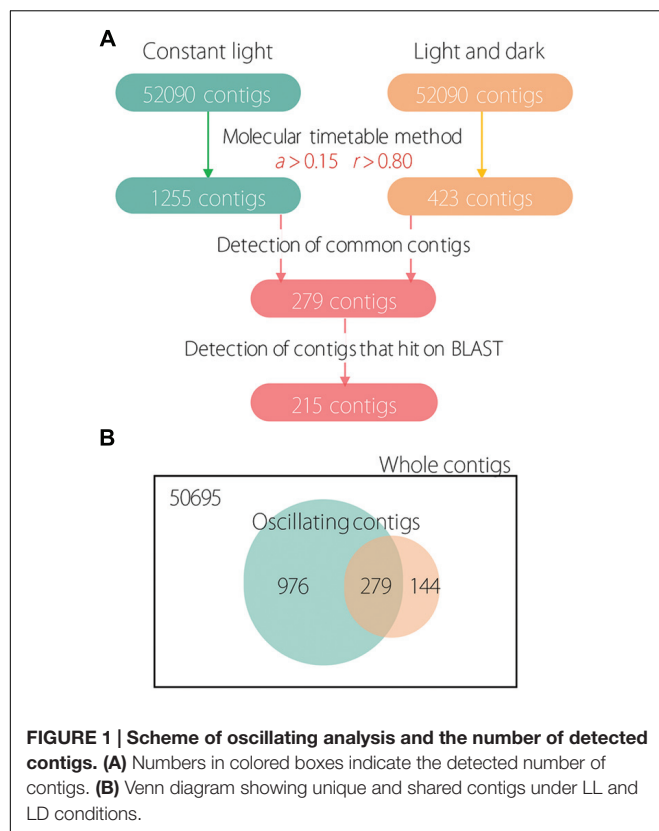 A
Constant light
Light and dark
52090 contigs
52090 contigs
Molecular timetable method
a > 0.15 r > 0.80
1255 contigs
423 contigs
Detection of common contigs
279 contigs
Detection of contigs that hit on BLAST
215 contigs
B
Whole contigs
50695
Oscillating contigs
976
279
144
FIGURE 1 | Scheme of oscillating analysis and the number of detected
contigs. (A) Numbers in colored boxes indicate the detected number of
contigs. (B) Venn diagram showing unique and shared contigs under LL and
LD conditions.